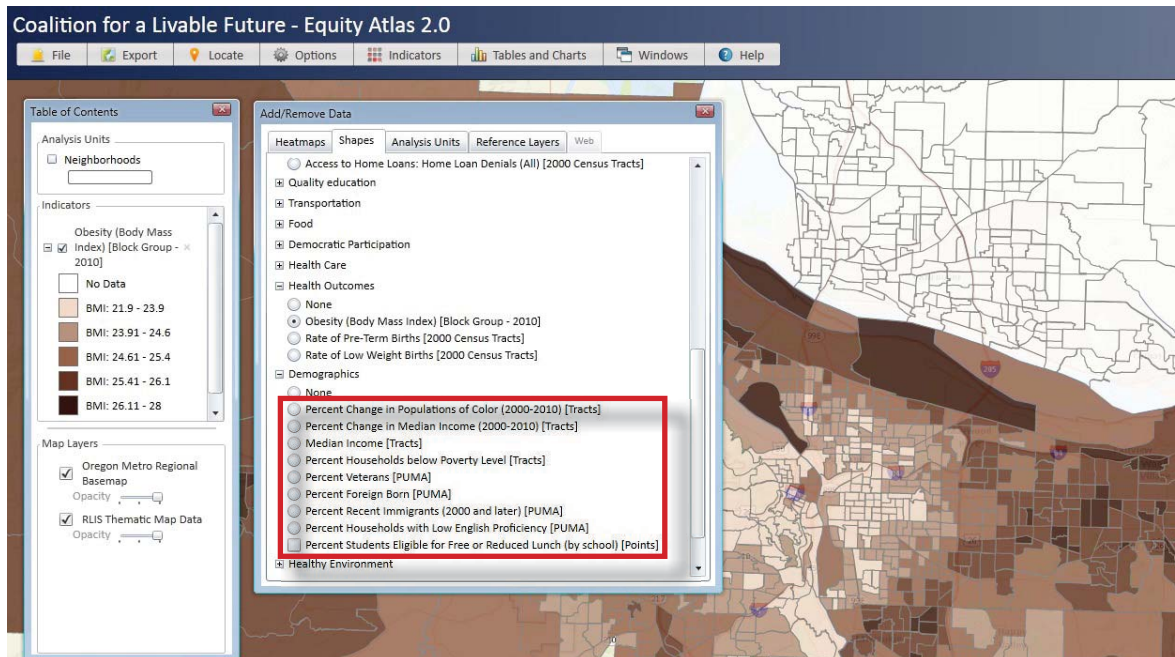 Coalition for a Livable Future - Equity Atlas 2.0
File Export Locate Options Indicators Tables and Charts Windows Help
Table of Contents
Analysis Units
Neighborhoods
Indicators
Obesity (Body Mass
Index) [Block Group -
2010]
No Data
BMI: 21.9 - 23.9
BMI: 23.91 - 24.6
BMI: 24.61 - 25.4
BMI: 25.41 - 26.1
BMI: 26.11 - 28
Map Layers
Oregon Metro Regional
Basemap
Opacity
RLIS Thematic Map Data
Opacity
Add/Remove Data
Heatmaps Shapes Analysis Units Reference Layers Web
Access to Home Loans: Home Loan Denials (All) [2000 Census Tracts]
Quality education
Transportation
Food
Democratic Participation
Health Care
Health Outcomes
None
Obesity (Body Mass Index) [Block Group - 2010]
Rate of Pre-Term Births [2000 Census Tracts]
Rate of Low Weight Births [2000 Census Tracts]
Demographics
None
Percent Change in Populations of Color (2000-2010) [Tracts]
Percent Change in Median Income (2000-2010) [Tracts]
Median Income [Tracts]
Percent Households below Poverty Level [Tracts]
Percent Veterans [PUMA]
Percent Foreign Born [PUMA]
Percent Recent Immigrants (2000 and later) [PUMA]
Percent Households with Low English Proficiency [PUMA]
Percent Students Eligible for Free or Reduced Lunch (by school) [Points]
Healthy Environment
205